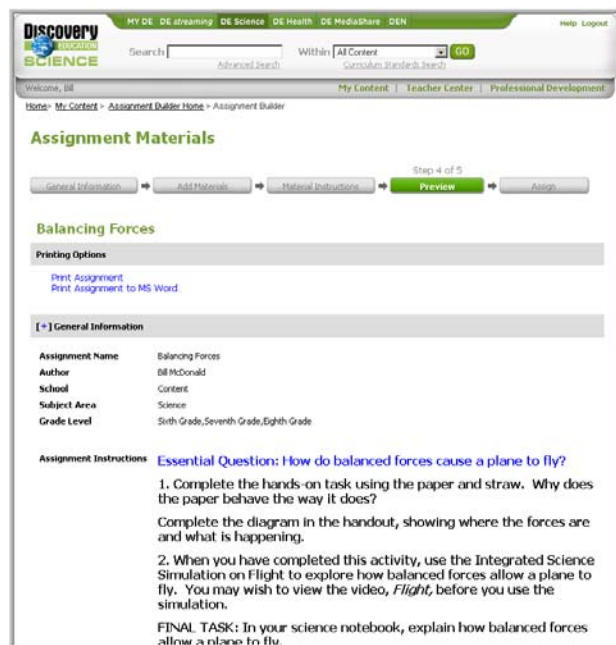 Discovery
EDUCATION
SCIENCE
MY DE DE streaming DE Science DE Health DE MediaShare DEN
Help Logout
Search Within All Content GO
Advanced Search Curriculum Standards Search
Welcome, Bill
My Content | Teacher Center | Professional Development
Home> My Content > Assignment Builder Home > Assignment Builder
Assignment Materials
Step 4 of 5
General Information Add Materials Material Instructions Preview Assign
Balancing Forces
Printing Options
Print Assignment
Print Assignment to MS Word
[+] General Information
Assignment Name Balancing Forces
Author Bill McDonald
School Content
Subject Area Science
Grade Level Sixth Grade,Seventh Grade,Eighth Grade
Assignment Instructions Essential Question: How do balanced forces cause a plane to fly?
1. Complete the hands-on task using the paper and straw. Why does
the paper behave the way it does?
Complete the diagram in the handout, showing where the forces are
and what is happening.
2. When you have completed this activity, use the Integrated Science
Simulation on Flight to explore how balanced forces allow a plane to
fly. You may wish to view the video, Flight, before you use the
simulation.
FINAL TASK: In your science notebook, explain how balanced forces
allow a plane to fly.